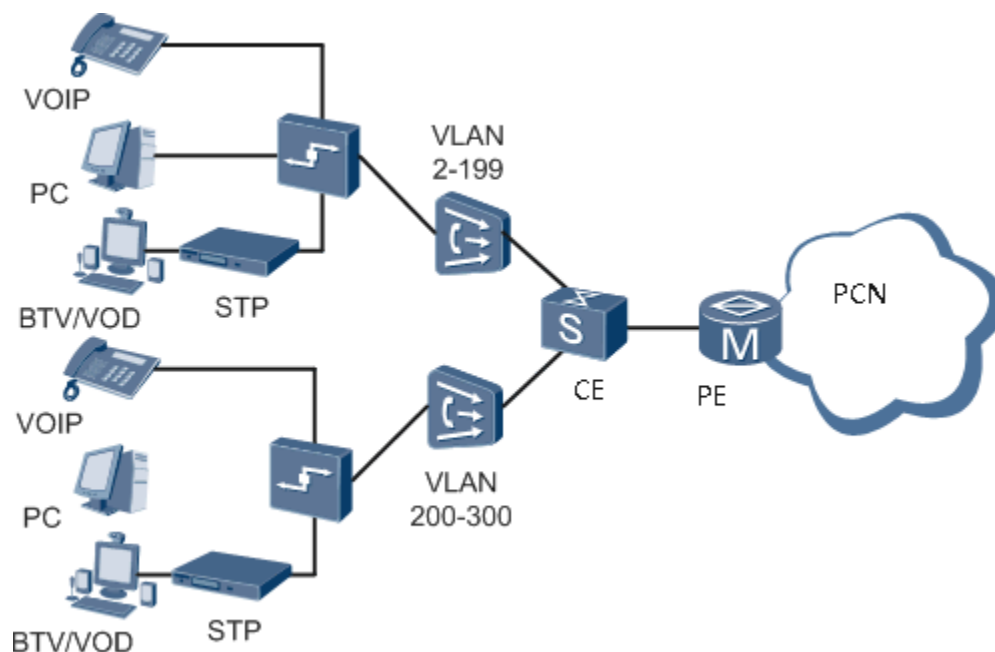 VOIP
PC
BTV/VOD
STP
VLAN
2-199
S
CE
M
PE
PCN
VOIP
PC
BTV/VOD
STP
VLAN
200-300